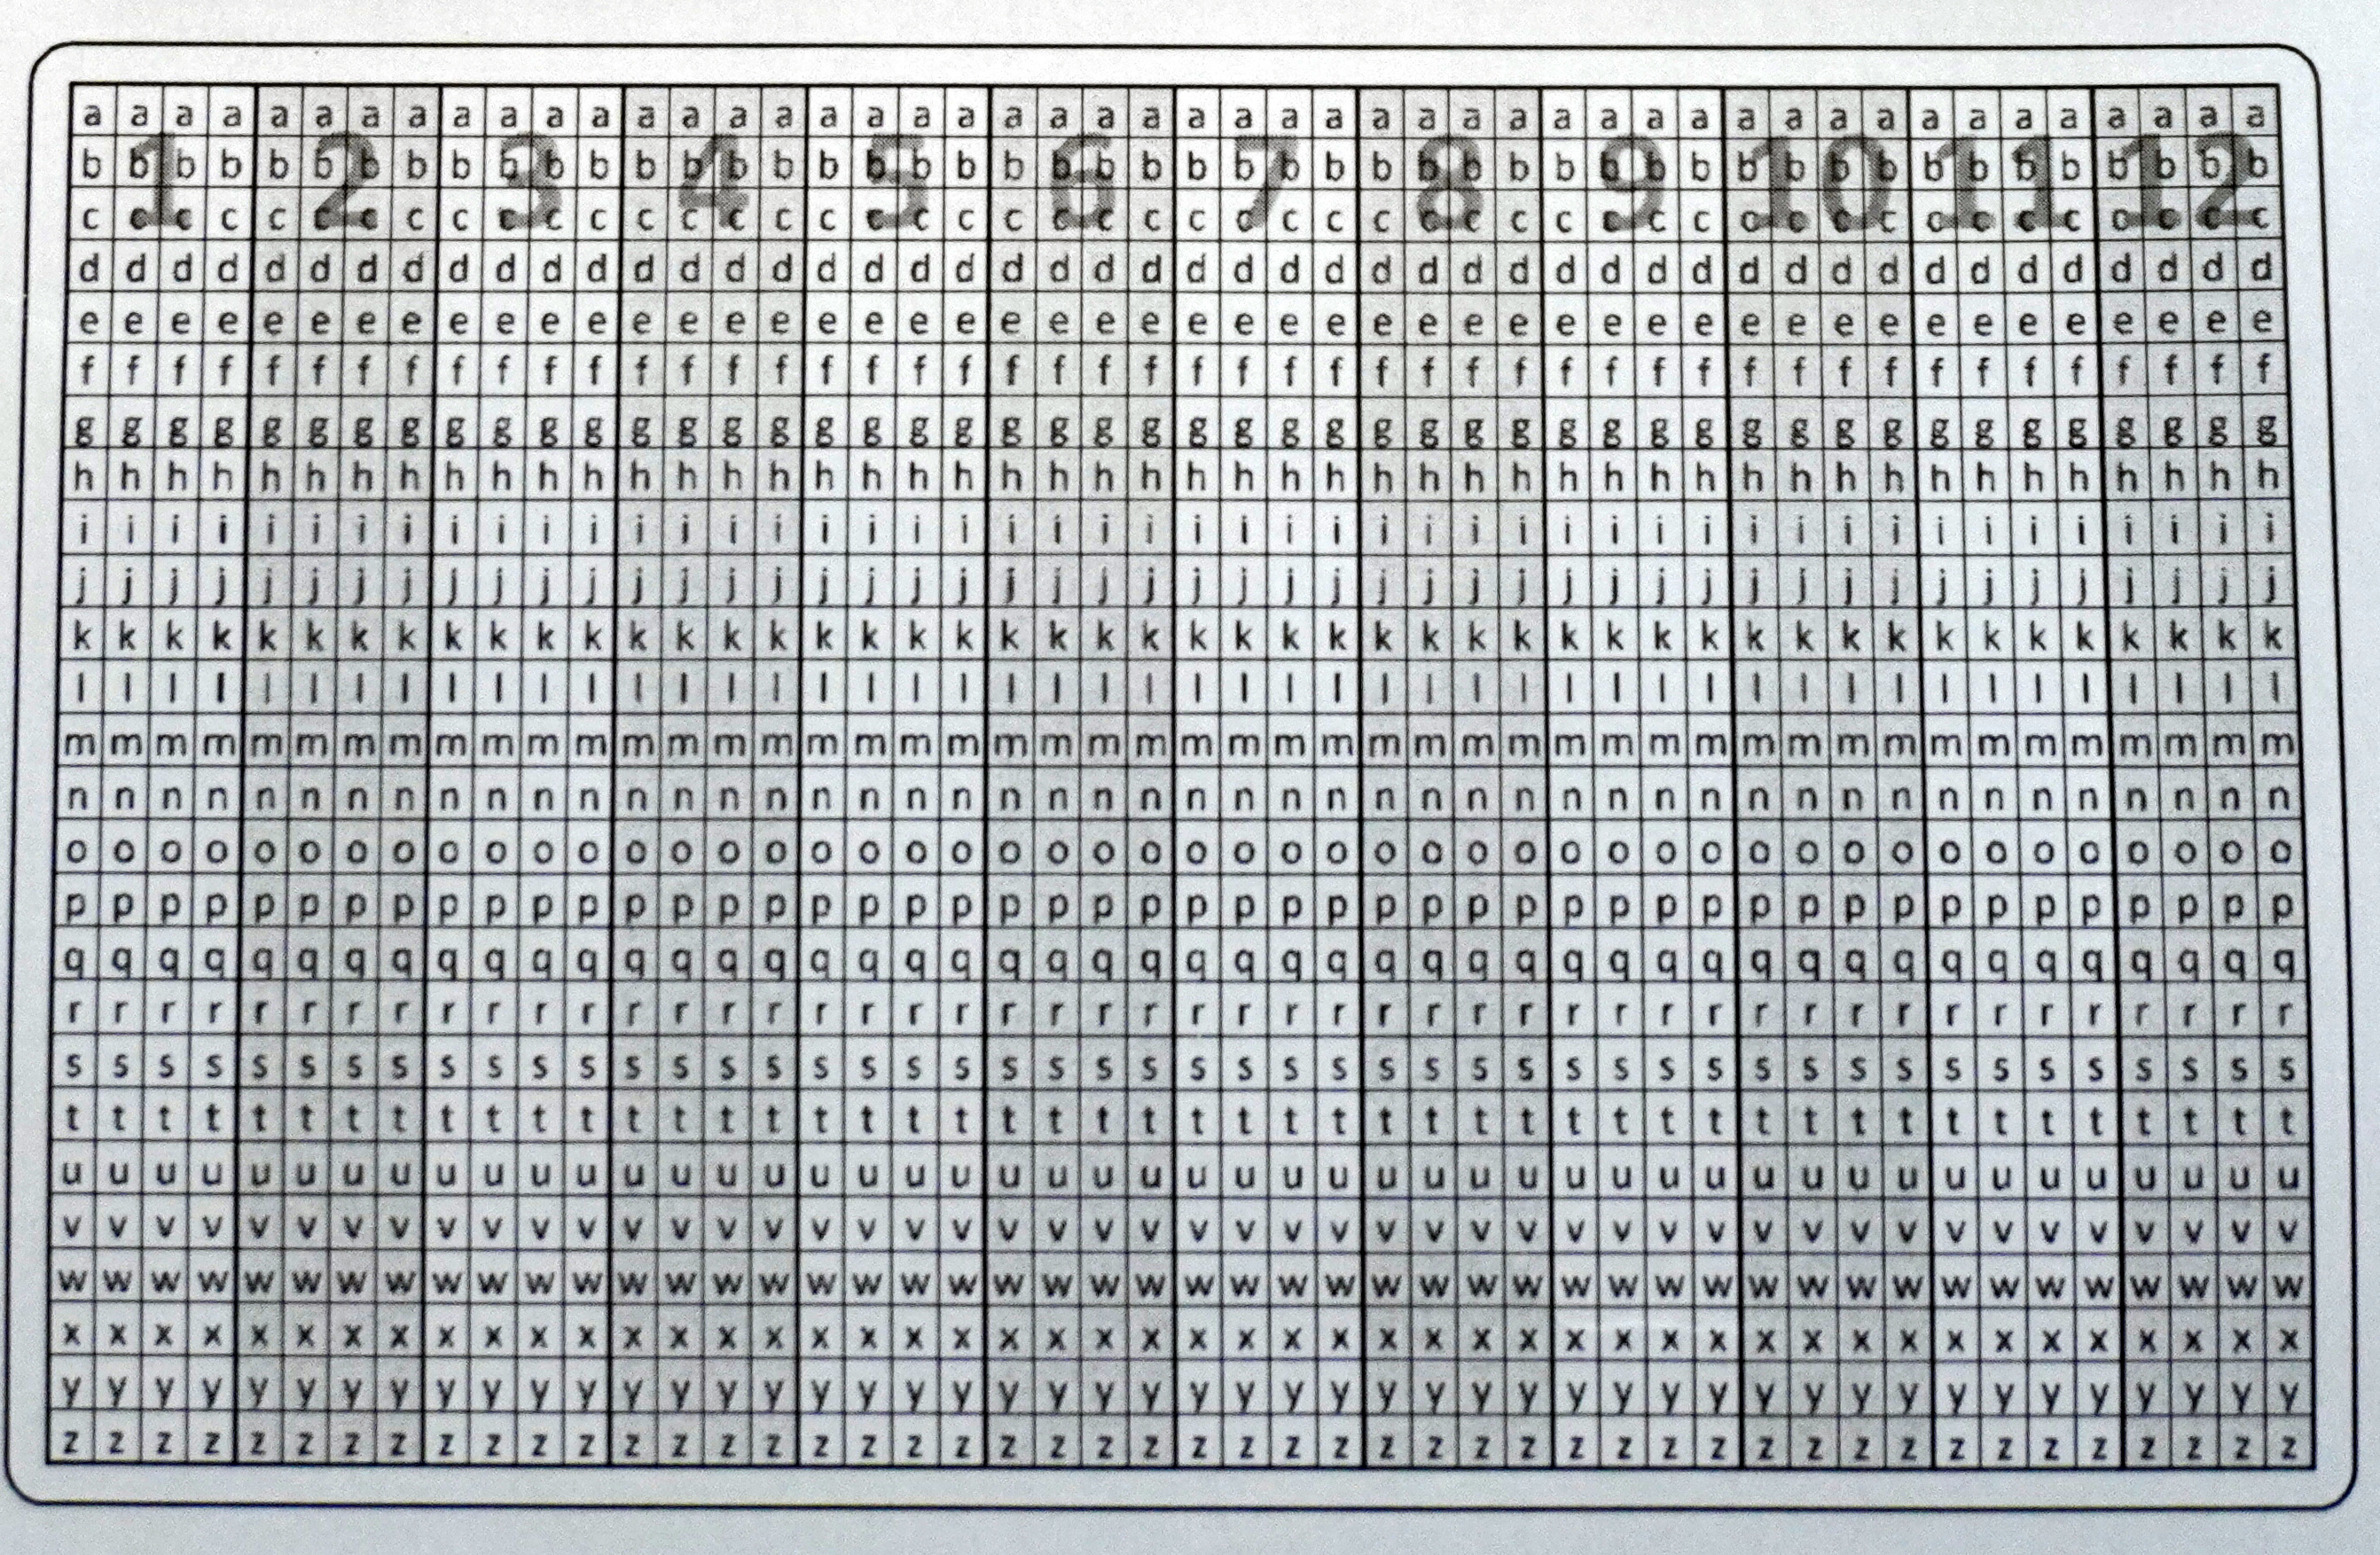 a a a a a a a a a a a a a a a a a a a a a a a a a a a a a a a a a a a a a a a a a a a a a a a a
1 2 3 4 5 6 7 8 9 10 11 12
b b b b b b b b b b b b b b b b b b b b b b b b b b b b b b b b b b b b b b b b b b b b b b b b
c c c c c c c c c c c c c c c c c c c c c c c c c c c c c c c c c c c c c c c c c c c c c c c c
d d d d d d d d d d d d d d d d d d d d d d d d d d d d d d d d d d d d d d d d d d d d d d d d
e e e e e e e e e e e e e e e e e e e e e e e e e e e e e e e e e e e e e e e e e e e e e e e e
f f f f f f f f f f f f f f f f f f f f f f f f f f f f f f f f f f f f f f f f f f f f f f f f
g g g g g g g g g g g g g g g g g g g g g g g g g g g g g g g g g g g g g g g g g g g g g g g g
h h h h h h h h h h h h h h h h h h h h h h h h h h h h h h h h h h h h h h h h h h h h h h h h
i i i i i i i i i i i i i i i i i i i i i i i i i i i i i i i i i i i i i i i i i i i i i i i i
j j j j j j j j j j j j j j j j j j j j j j j j j j j j j j j j j j j j j j j j j j j j j j j j
k k k k k k k k k k k k k k k k k k k k k k k k k k k k k k k k k k k k k k k k k k k k k k k k
l l l l l l l l l l l l l l l l l l l l l l l l l l l l l l l l l l l l l l l l l l l l l l l l
m m m m m m m m m m m m m m m m m m m m m m m m m m m m m m m m m m m m m m m m m m m m m m m m
n n n n n n n n n n n n n n n n n n n n n n n n n n n n n n n n n n n n n n n n n n n n n n n n
o o o o o o o o o o o o o o o o o o o o o o o o o o o o o o o o o o o o o o o o o o o o o o o o
p p p p p p p p p p p p p p p p p p p p p p p p p p p p p p p p p p p p p p p p p p p p p p p p
q q q q q q q q q q q q q q q q q q q q q q q q q q q q q q q q q q q q q q q q q q q q q q q q
r r r r r r r r r r r r r r r r r r r r r r r r r r r r r r r r r r r r r r r r r r r r r r r r
s s s s s s s s s s s s s s s s s s s s s s s s s s s s s s s s s s s s s s s s s s s s s s s s
t t t t t t t t t t t t t t t t t t t t t t t t t t t t t t t t t t t t t t t t t t t t t t t t
u u u u u u u u u u u u u u u u u u u u u u u u u u u u u u u u u u u u u u u u u u u u u u u u
v v v v v v v v v v v v v v v v v v v v v v v v v v v v v v v v v v v v v v v v v v v v v v v v
w w w w w w w w w w w w w w w w w w w w w w w w w w w w w w w w w w w w w w w w w w w w w w w w
x x x x x x x x x x x x x x x x x x x x x x x x x x x x x x x x x x x x x x x x x x x x x x x x
y y y y y y y y y y y y y y y y y y y y y y y y y y y y y y y y y y y y y y y y y y y y y y y y
z z z z z z z z z z z z z z z z z z z z z z z z z z z z z z z z z z z z z z z z z z z z z z z z